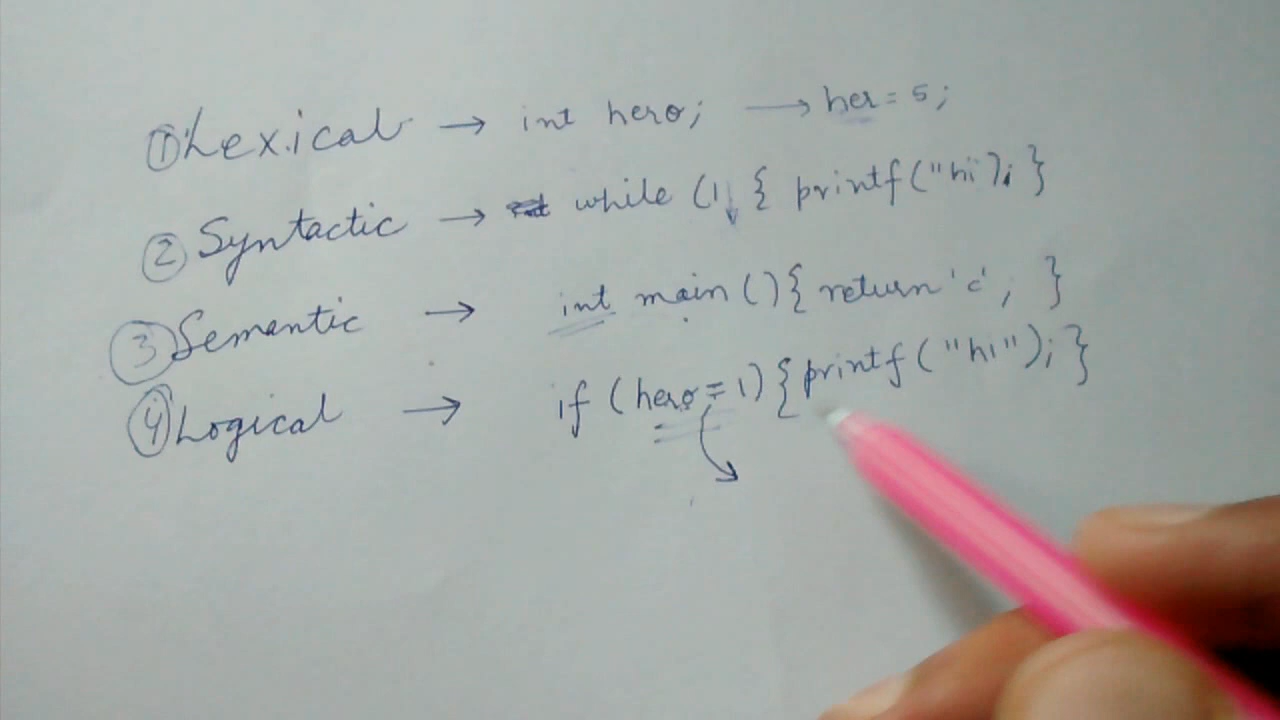 ① Lexical → int hero; → her = 5;
② Syntactic → while (1 { printf("hi"); }
③ Semantic → int main () { return 'c'; }
④ Logical → if (hero = 1) { printf("hi"); }